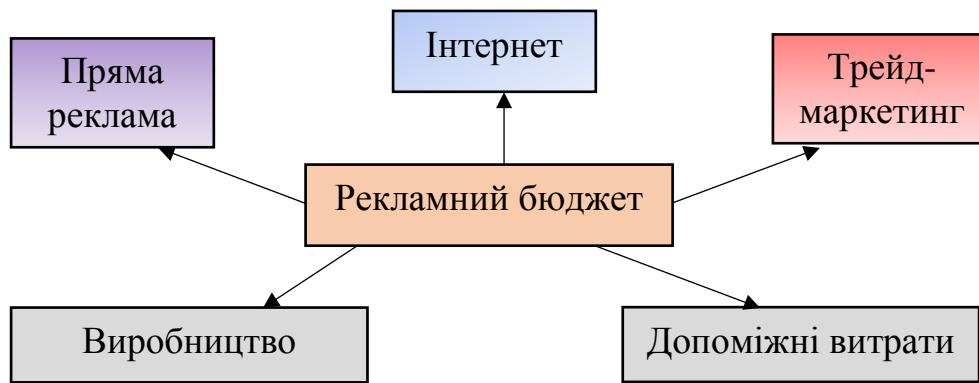 Пряма
реклама
Інтернет
Трейд-
маркетинг
Рекламний бюджет
Виробництво
Допоміжні витрати